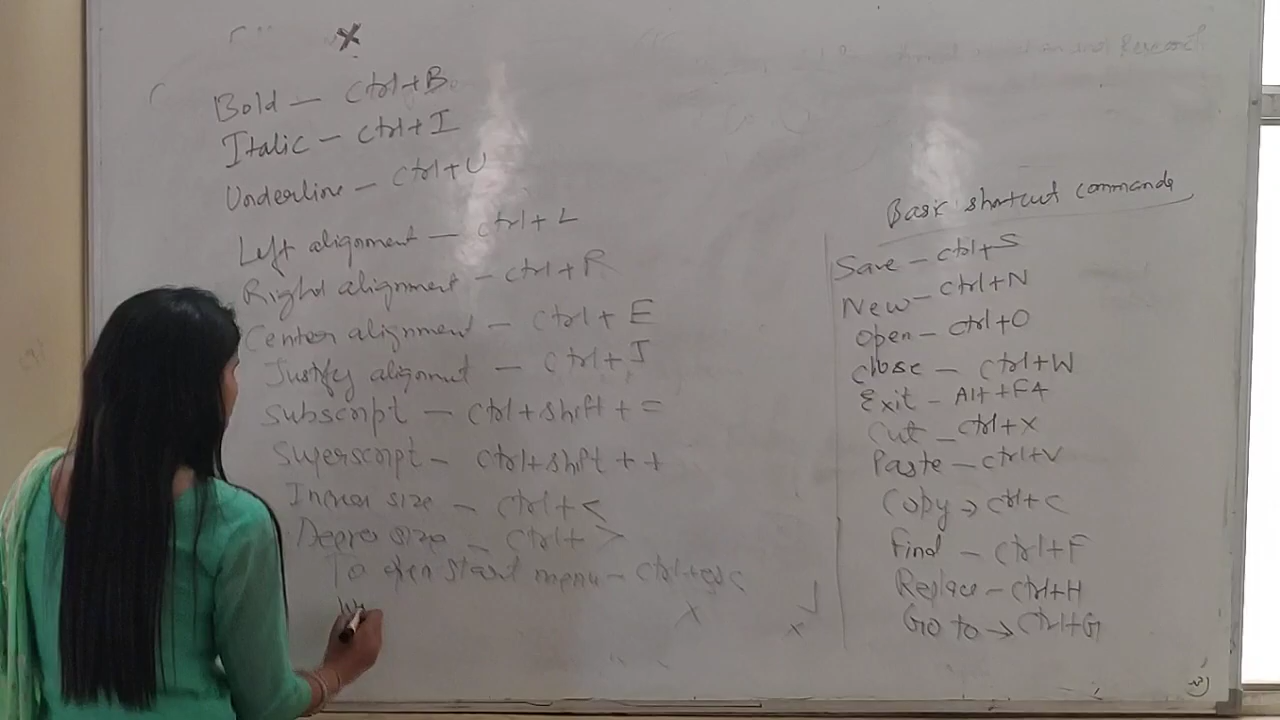 Bold — Ctrl+B
Italic — Ctrl+I
Underline — Ctrl+U
Left alignment — Ctrl+L
Right alignment — Ctrl+R
Center alignment — Ctrl+E
Justify alignmt — Ctrl+J
Subscript — Ctrl+shift+=
Superscript — Ctrl+shift++
size — Ctrl+<
size — Ctrl+>
To open start menu — Ctrl+esc
Basic shortcut commands
Save — Ctrl+S
New — Ctrl+N
Open — Ctrl+O
Close — Ctrl+W
Exit — Alt+F4
Cut — Ctrl+X
Paste — Ctrl+V
Copy → Ctrl+C
Find — Ctrl+F
Replace — Ctrl+H
Go to → Ctrl+G